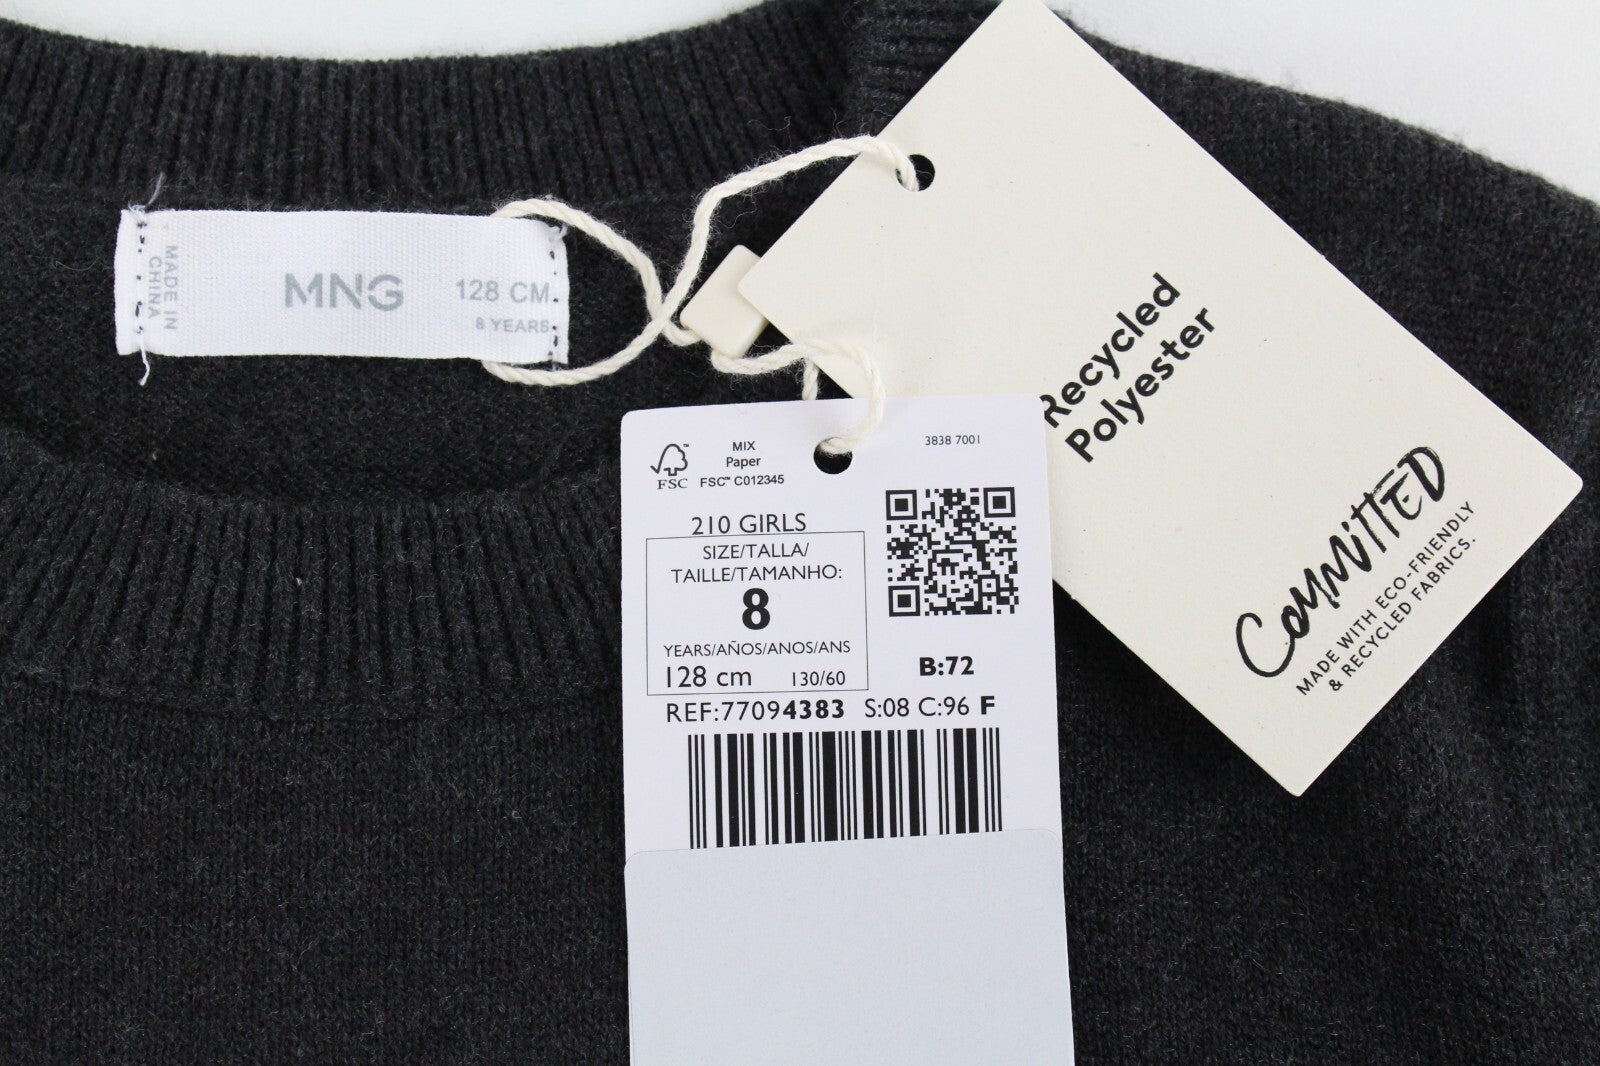 MADE IN
CHINA
MNG
128 CM
8 YEARS
Recycled
Polyester
COMMITTED
MADE WITH ECO-FRIENDLY
& RECYCLED FABRICS.
FSC™
MIX
Paper
FSC™ C012345
3838 7001
210 GIRLS
SIZE/TALLA/
TAILLE/TAMANHO:
8
YEARS/AÑOS/ANOS/ANS
128 cm 130/60
B:72
REF:77094383 S:08 C:96 F